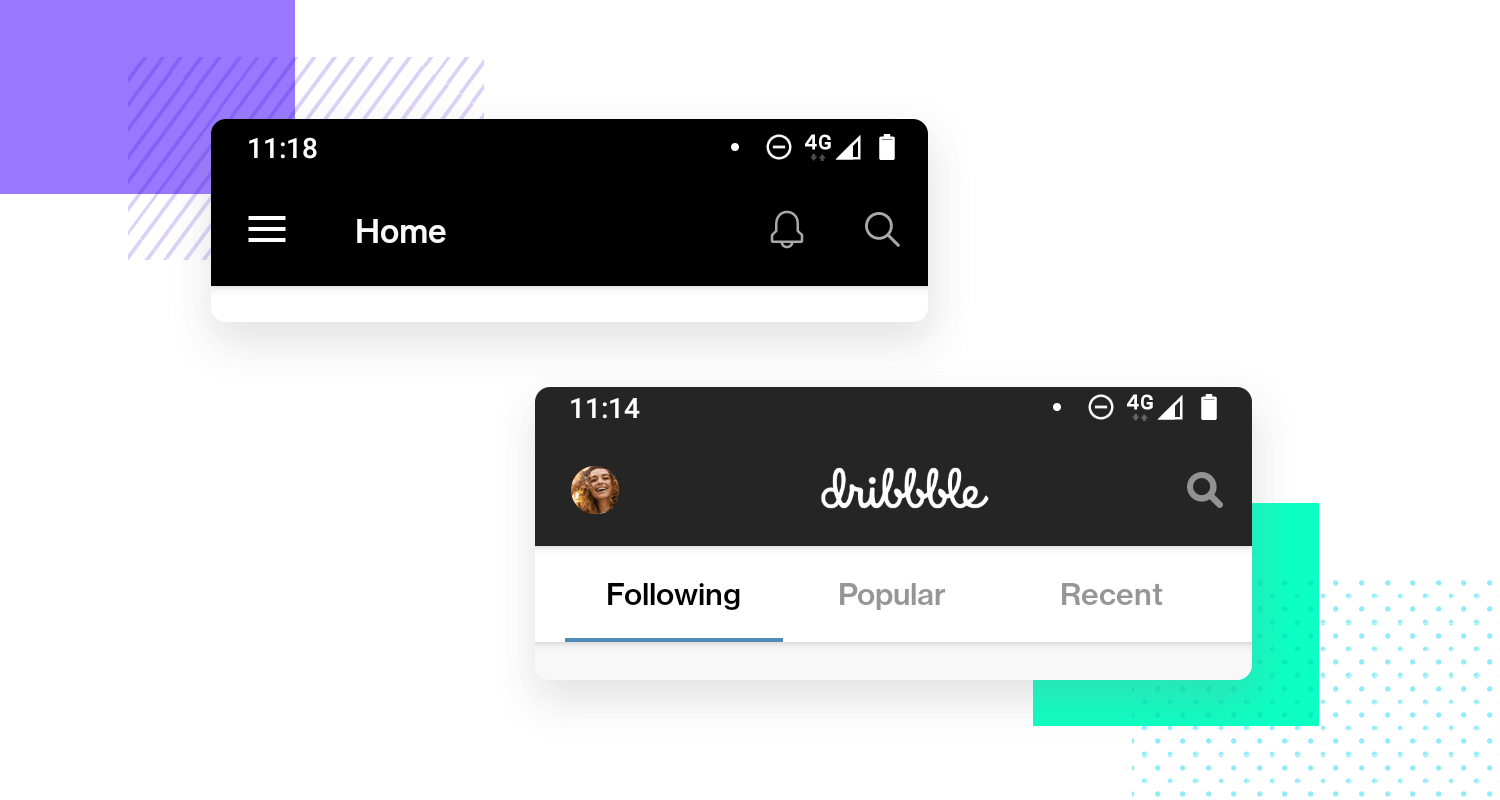 11:18
4G
Home
11:14
4G
dribbble
Following
Popular
Recent